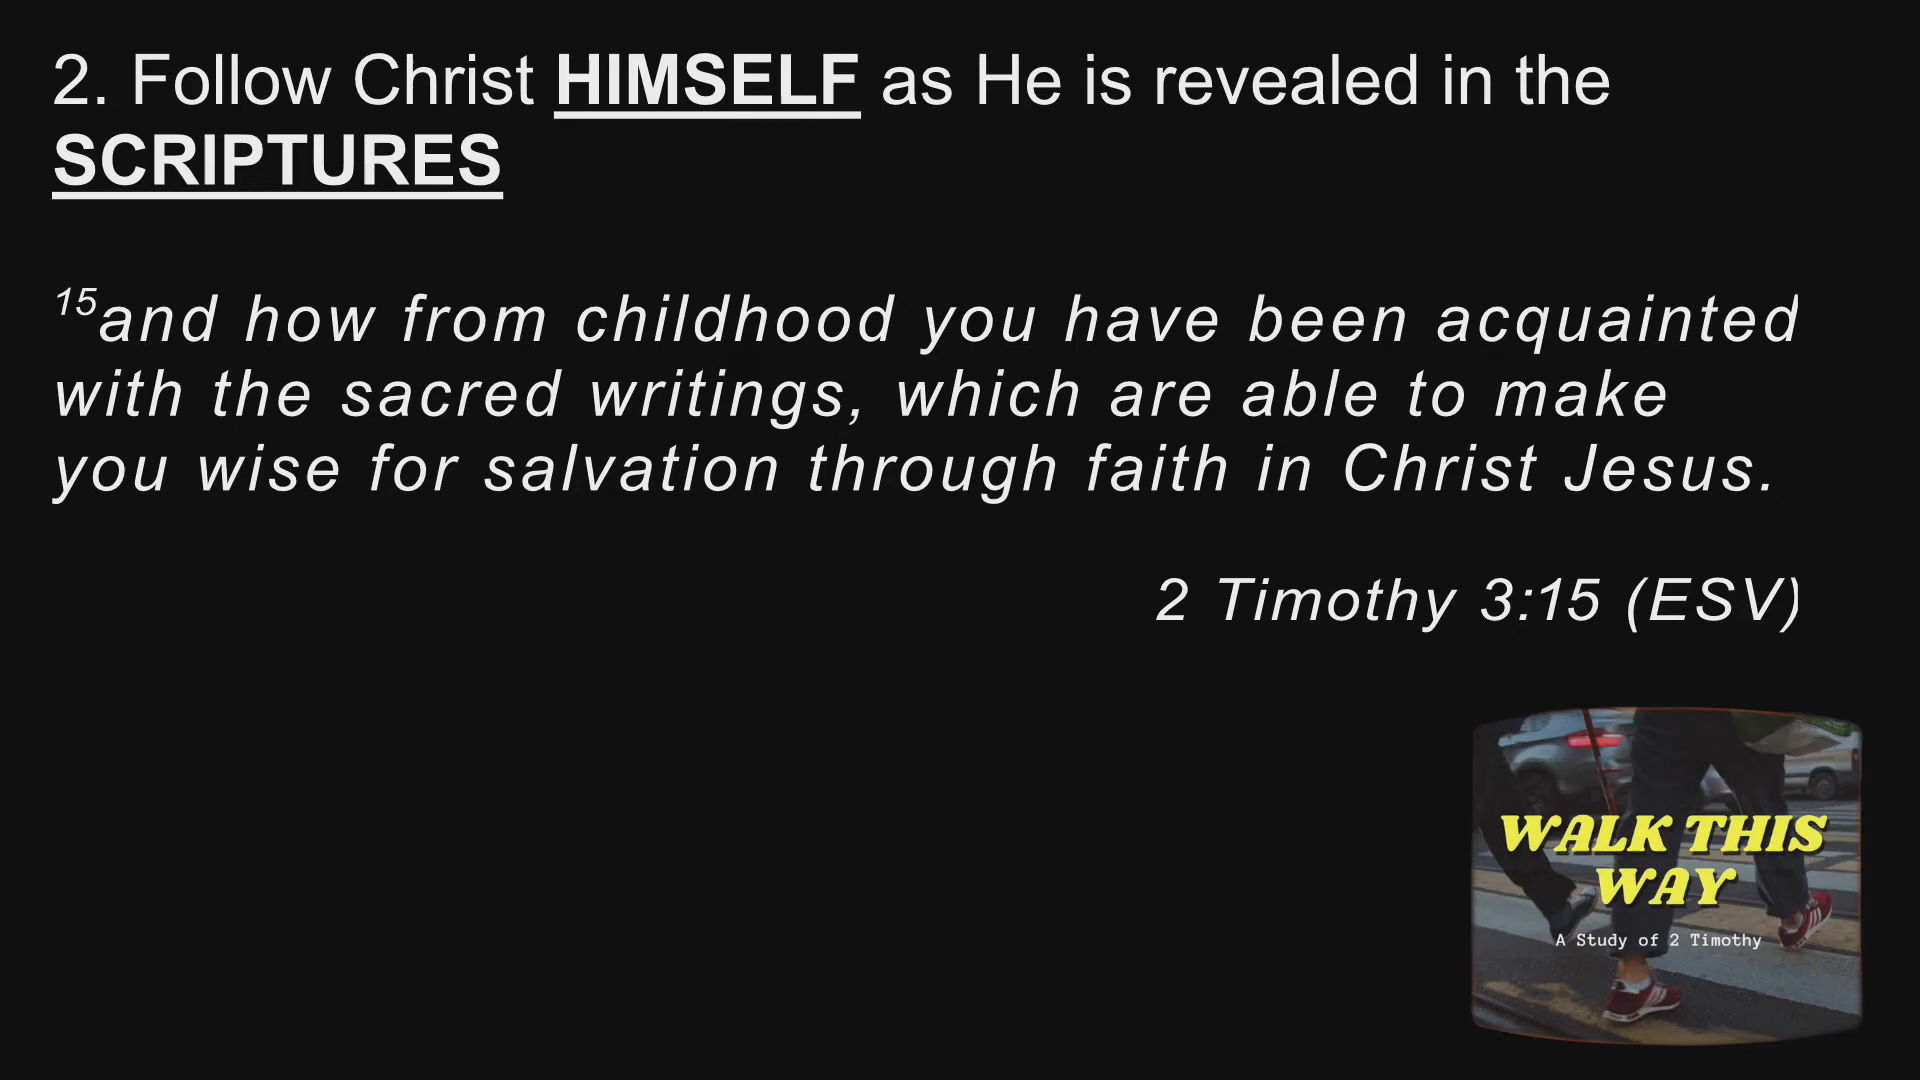 2. Follow Christ HIMSELF as He is revealed in the
SCRIPTURES
15and how from childhood you have been acquainted
with the sacred writings, which are able to make
you wise for salvation through faith in Christ Jesus.
2 Timothy 3:15 (ESV)
WALK THIS
WAY
A Study of 2 Timothy